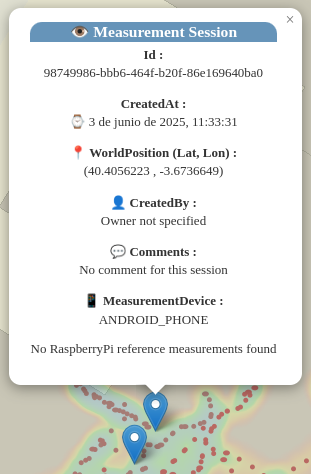 ×
👁️ Measurement Session
Id :
98749986-bbb6-464f-b20f-86e169640ba0
CreatedAt :
⌚ 3 de junio de 2025, 11:33:31
📍 WorldPosition (Lat, Lon) :
(40.4056223 , -3.6736649)
👤 CreatedBy :
Owner not specified
💬 Comments :
No comment for this session
📱 MeasurementDevice :
ANDROID_PHONE
No RaspberryPi reference measurements found